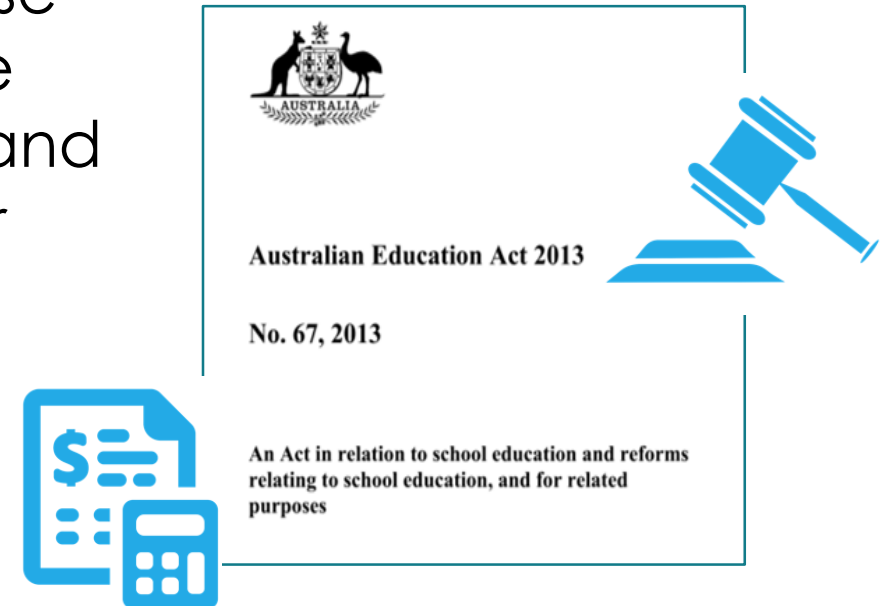 and
AUSTRALIA
Australian Education Act 2013
No. 67, 2013
An Act in relation to school education and reforms
relating to school education, and for related
purposes
$